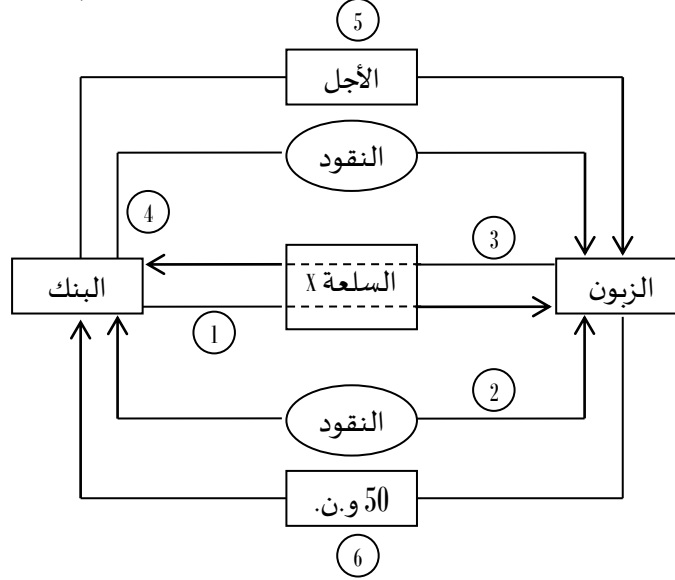 5
الأجل
النقود
4
3
البنك
السلعة X
الزبون
1
2
النقود
50 و.ن.
6